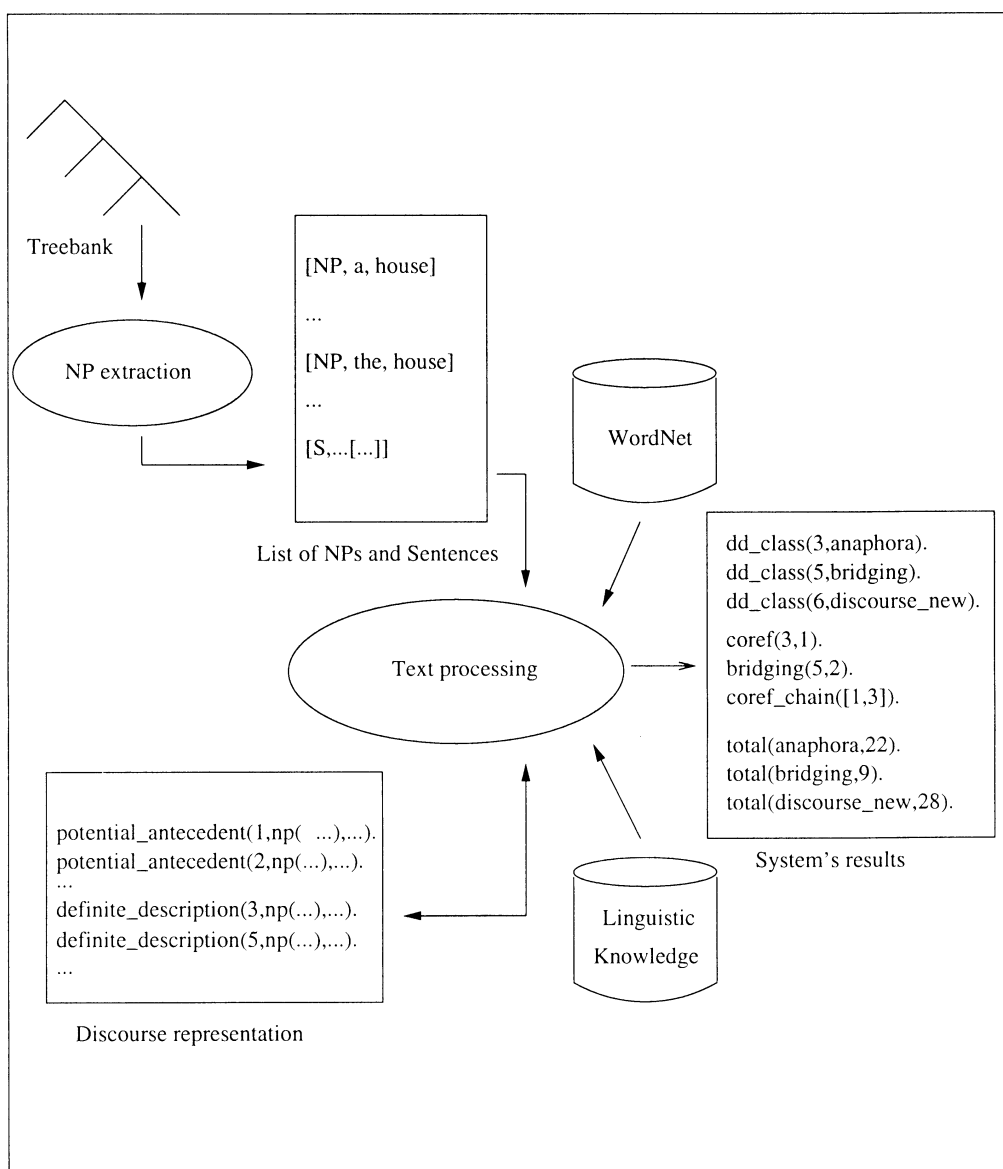 Treebank
NP extraction
[NP, a, house]
...
[NP, the, house]
...
[S,...[...]]
List of NPs and Sentences
WordNet
Text processing
dd_class(3,anaphora).
dd_class(5,bridging).
dd_class(6,discourse_new).
coref(3,1).
bridging(5,2).
coref_chain([1,3]).
total(anaphora,22).
total(bridging,9).
total(discourse_new,28).
System's results
potential_antecedent(1,np( ...),...).
potential_antecedent(2,np(...),...).
...
definite_description(3,np(...),...).
definite_description(5,np(...),...).
...
Discourse representation
Linguistic
Knowledge